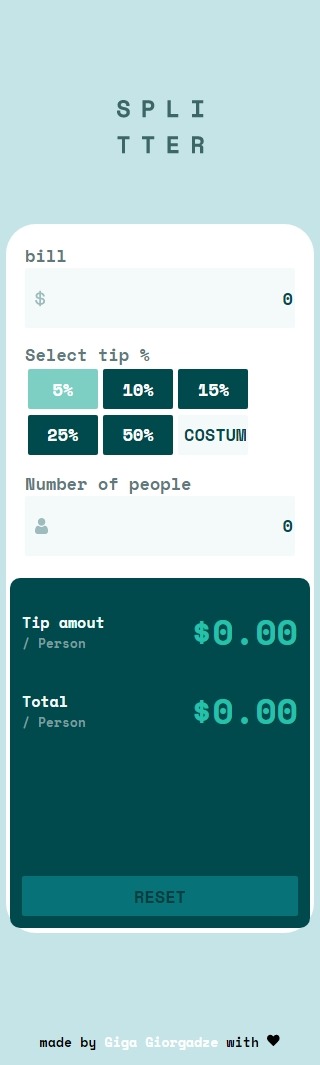 SPLI
TTER
bill
$ 0
Select tip %
5% 10% 15%
25% 50% COSTUM
Number of people
0
Tip amout $0.00
/ Person
Total $0.00
/ Person
RESET
made by Giga Giorgadze with